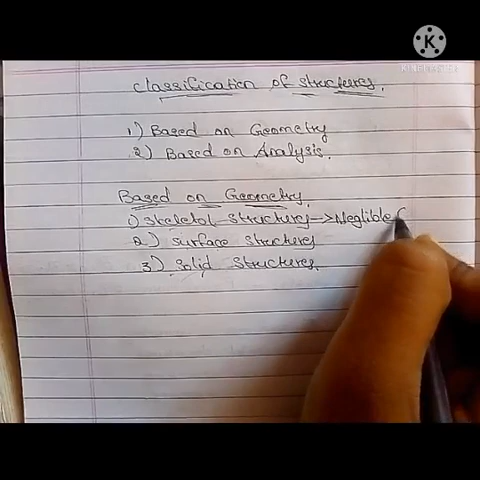 KINEMASTER
Classification of structures.
1) Based on Geometry
2) Based on Analysis.
Based on Geometry.
1) Skeletal structures -> Neglible C
2) Surface structures
3) Solid Structures.